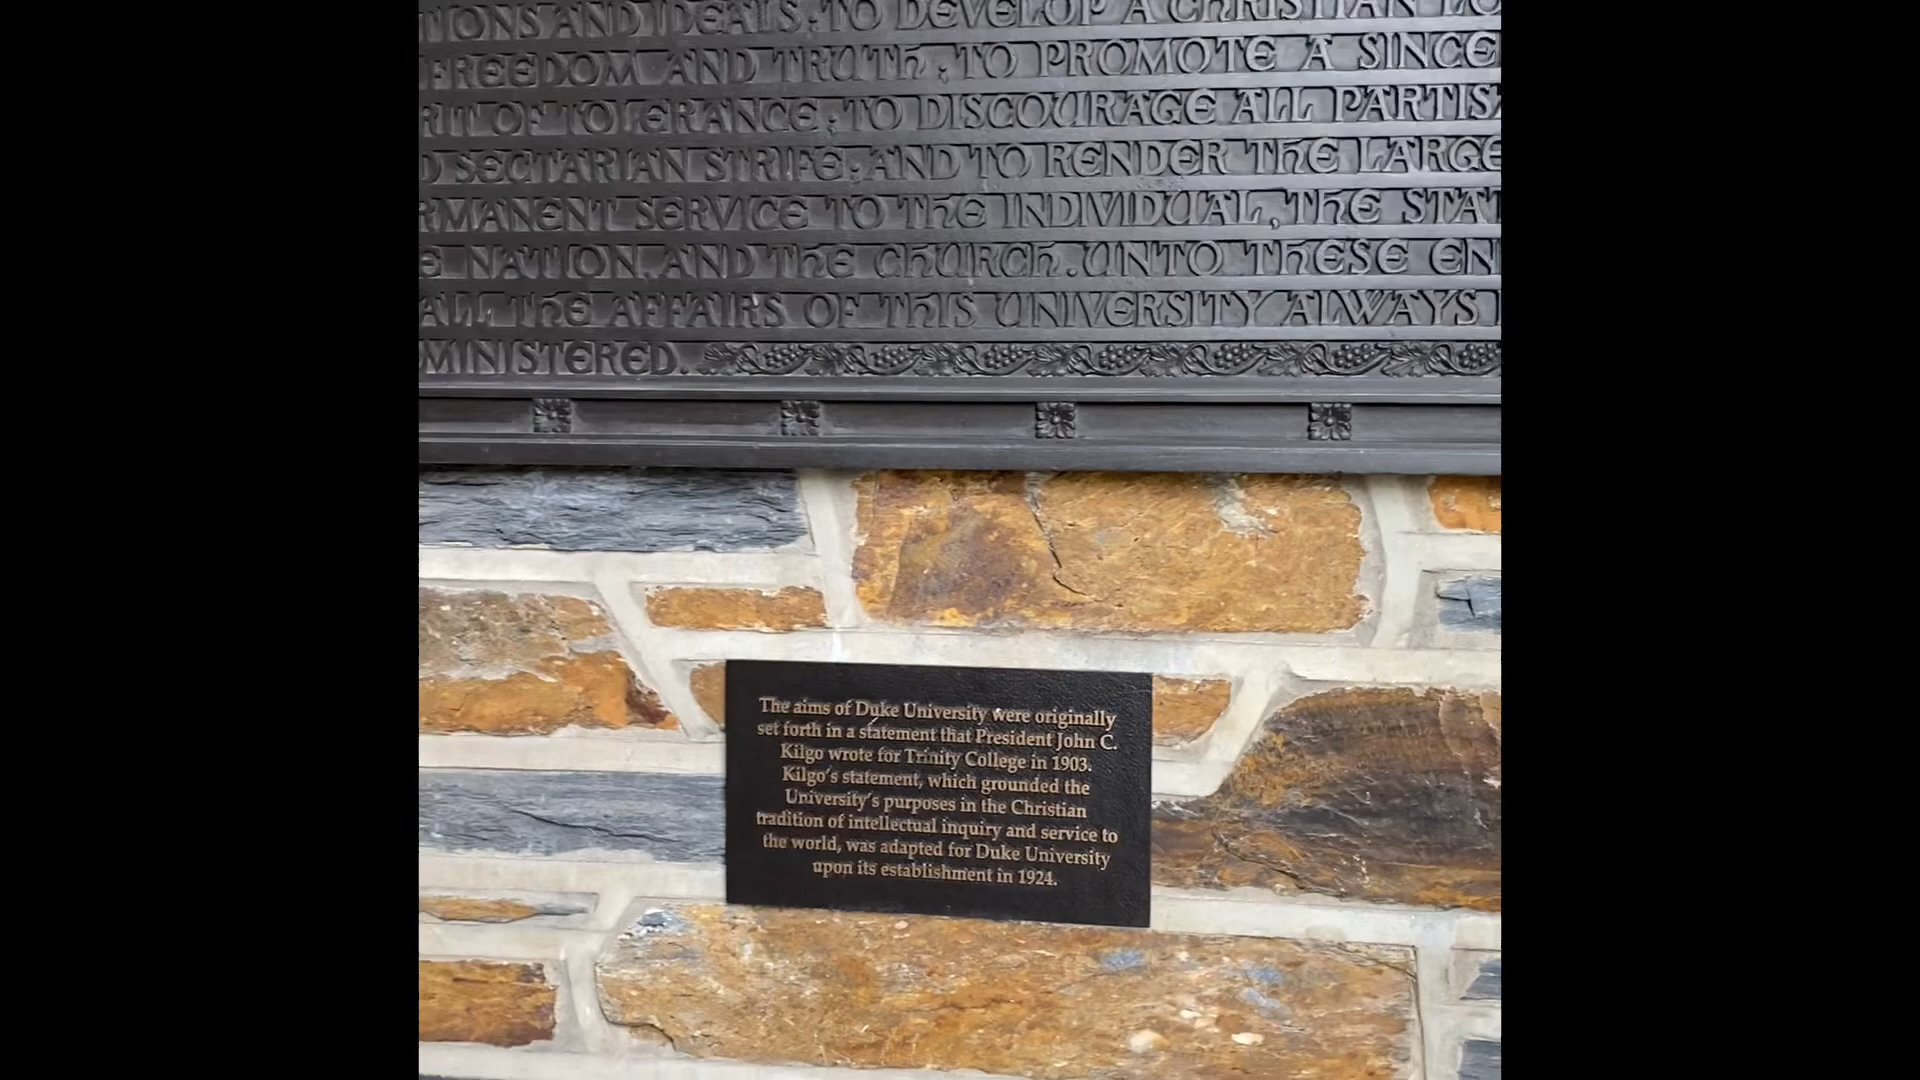 TIONS AND IDEALS; TO DEVELOP A CHRISTIAN LO
FREEDOM AND TRUTH; TO PROMOTE A SINCE
RIT OF TOLERANCE; TO DISCOURAGE ALL PARTIS
D SECTARIAN STRIFE; AND TO RENDER THE LARGE
RMANENT SERVICE TO THE INDIVIDUAL, THE STAT
E NATION, AND THE CHURCH. UNTO THESE EN
ALL THE AFFAIRS OF THIS UNIVERSITY ALWAYS
MINISTERED.
The aims of Duke University were originally
set forth in a statement that President John C.
Kilgo wrote for Trinity College in 1903.
Kilgo's statement, which grounded the
University's purposes in the Christian
tradition of intellectual inquiry and service to
the world, was adapted for Duke University
upon its establishment in 1924.